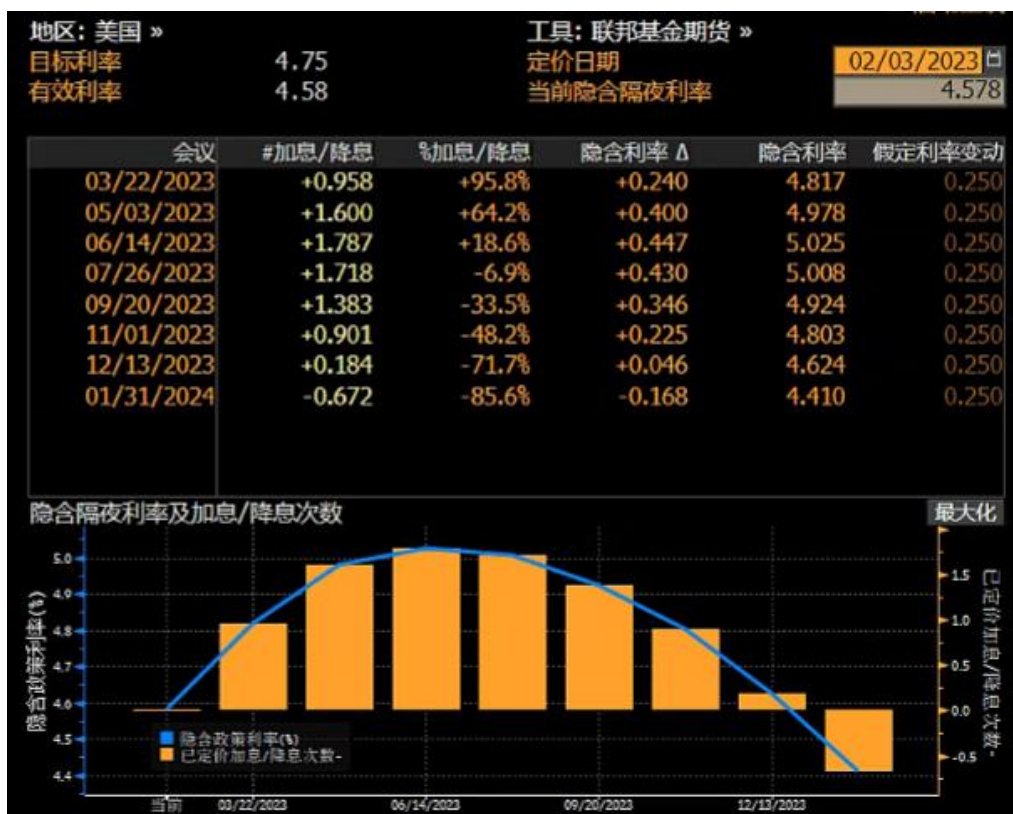 地区: 美国 » 工具: 联邦基金期货 »
目标利率 4.75 定价日期 02/03/2023
有效利率 4.58 当前隐含隔夜利率 4.578
会议 #加息/降息 %加息/降息 隐含利率 Δ 隐含利率 假定利率变动
03/22/2023 +0.958 +95.8% +0.240 4.817 0.250
05/03/2023 +1.600 +64.2% +0.400 4.978 0.250
06/14/2023 +1.787 +18.6% +0.447 5.025 0.250
07/26/2023 +1.718 -6.9% +0.430 5.008 0.250
09/20/2023 +1.383 -33.5% +0.346 4.924 0.250
11/01/2023 +0.901 -48.2% +0.225 4.803 0.250
12/13/2023 +0.184 -71.7% +0.046 4.624 0.250
01/31/2024 -0.672 -85.6% -0.168 4.410 0.250
隐含隔夜利率及加息/降息次数 最大化
隐含政策利率(%)
5.0
4.9
4.8
4.7
4.6
4.5
4.4
隐含政策利率(%)
已定价加息/降息次数-
1.5
1.0
0.5
0.0
-0.5
已定价加息/降息次数-
当前 03/22/2023 06/14/2023 09/20/2023 12/13/2023